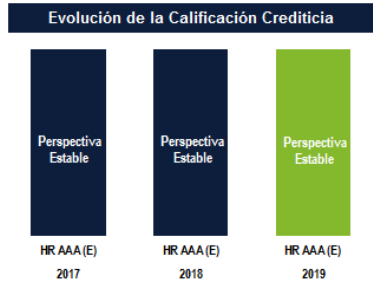 Evolución de la Calificación Crediticia
Perspectiva Estable
Perspectiva Estable
Perspectiva Estable
HR AAA (E)
2017
HR AAA (E)
2018
HR AAA (E)
2019